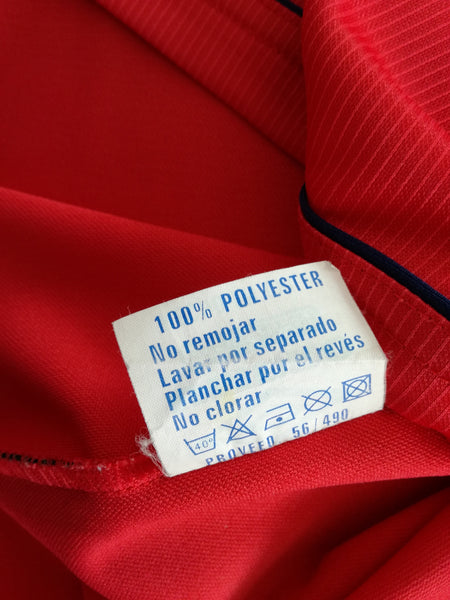 100% POLYESTER
No remojar
Lavar por separado
Planchar por el revés
No clorar
40°
PROVEED 56/490